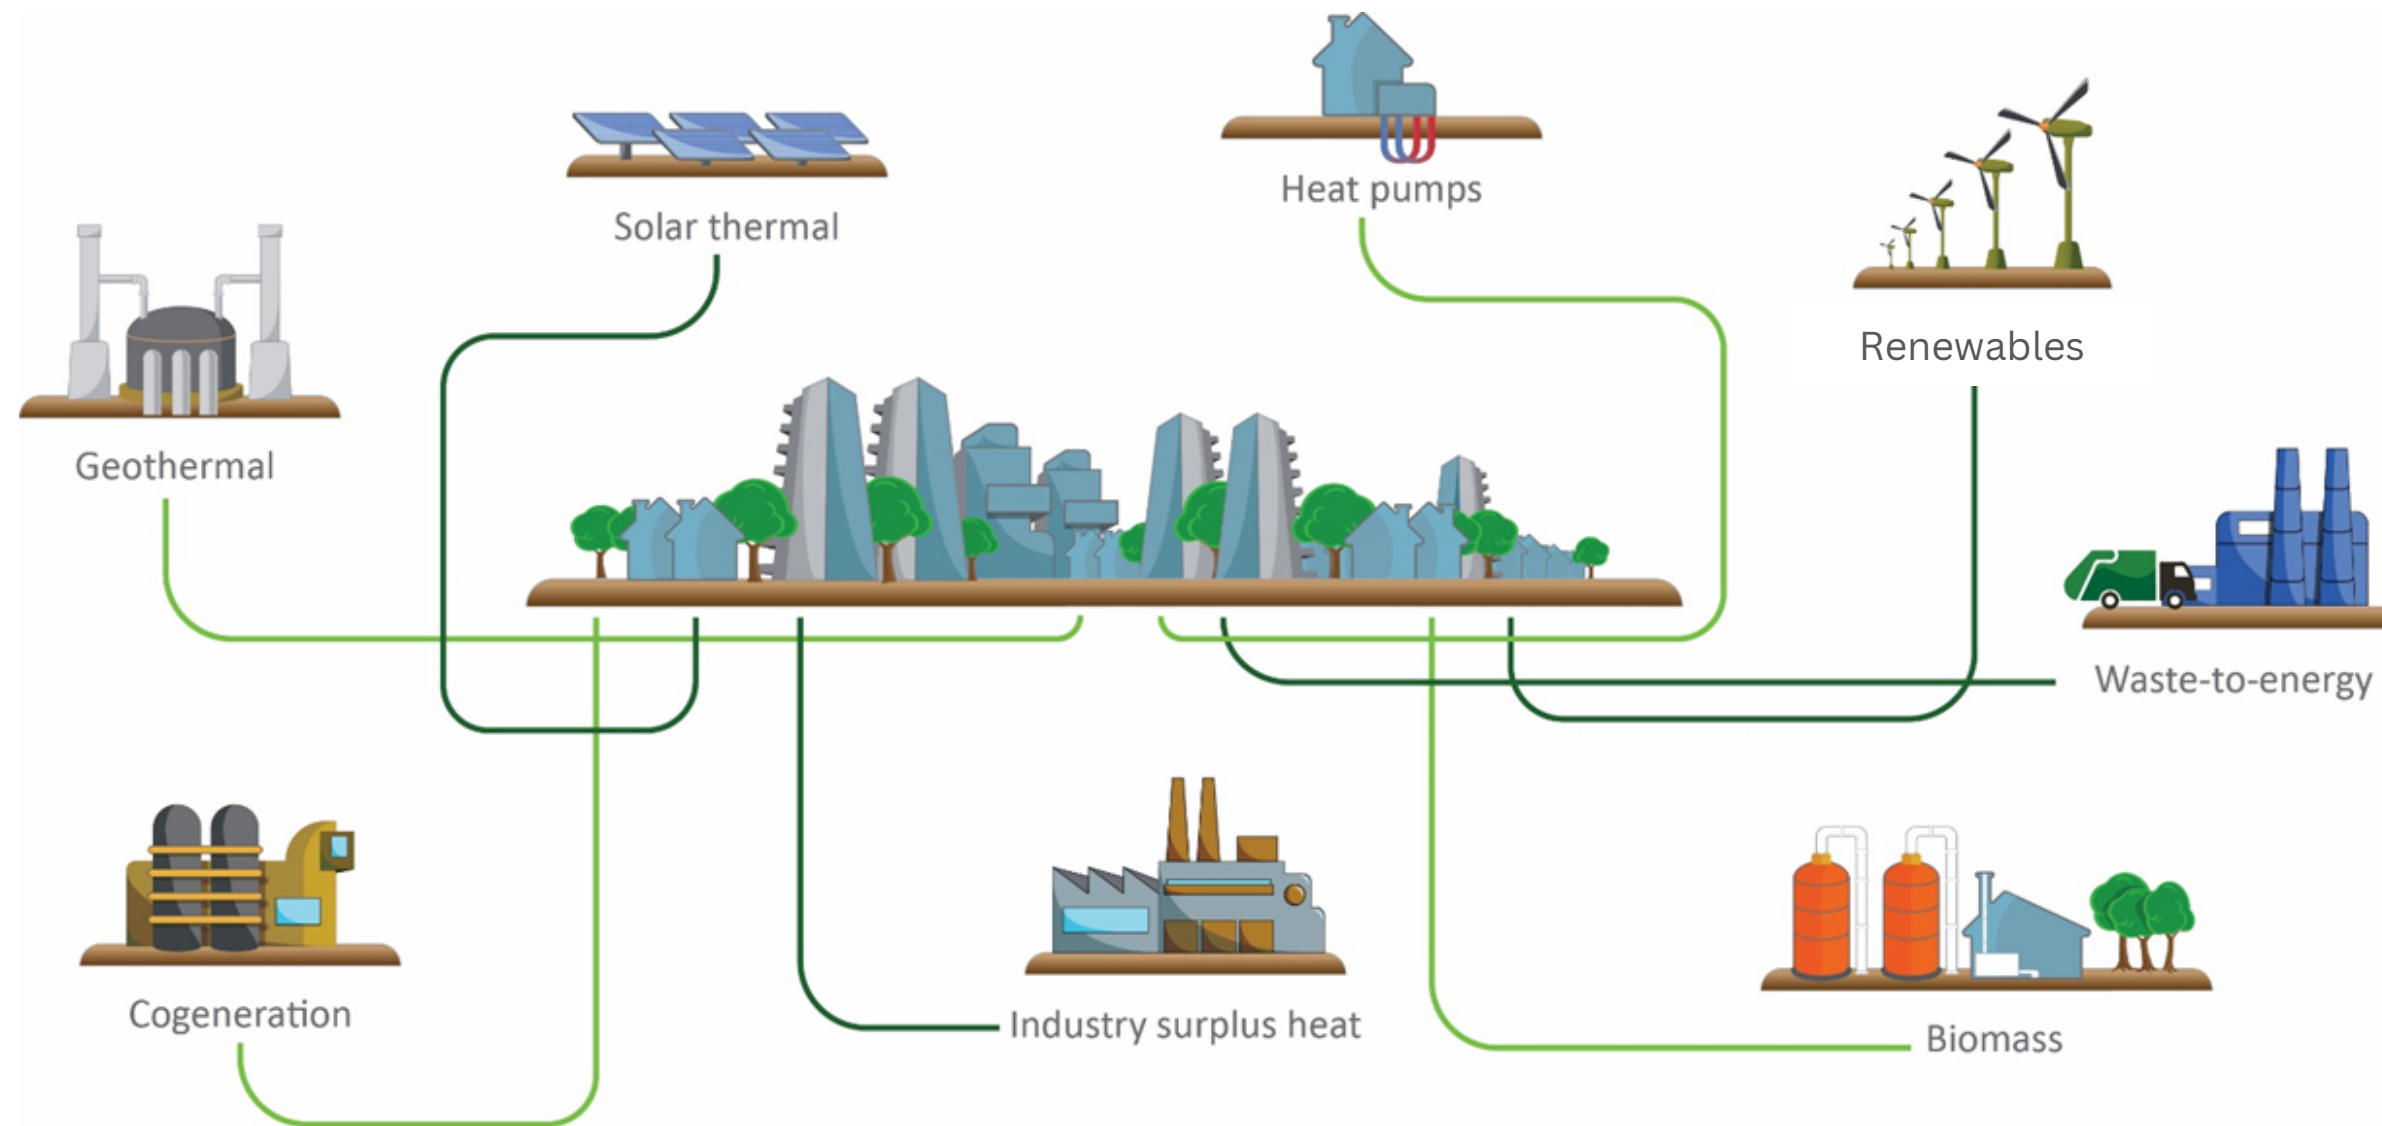 Heat pumps
Solar thermal
Renewables
Geothermal
Waste-to-energy
Cogeneration
Industry surplus heat
Biomass